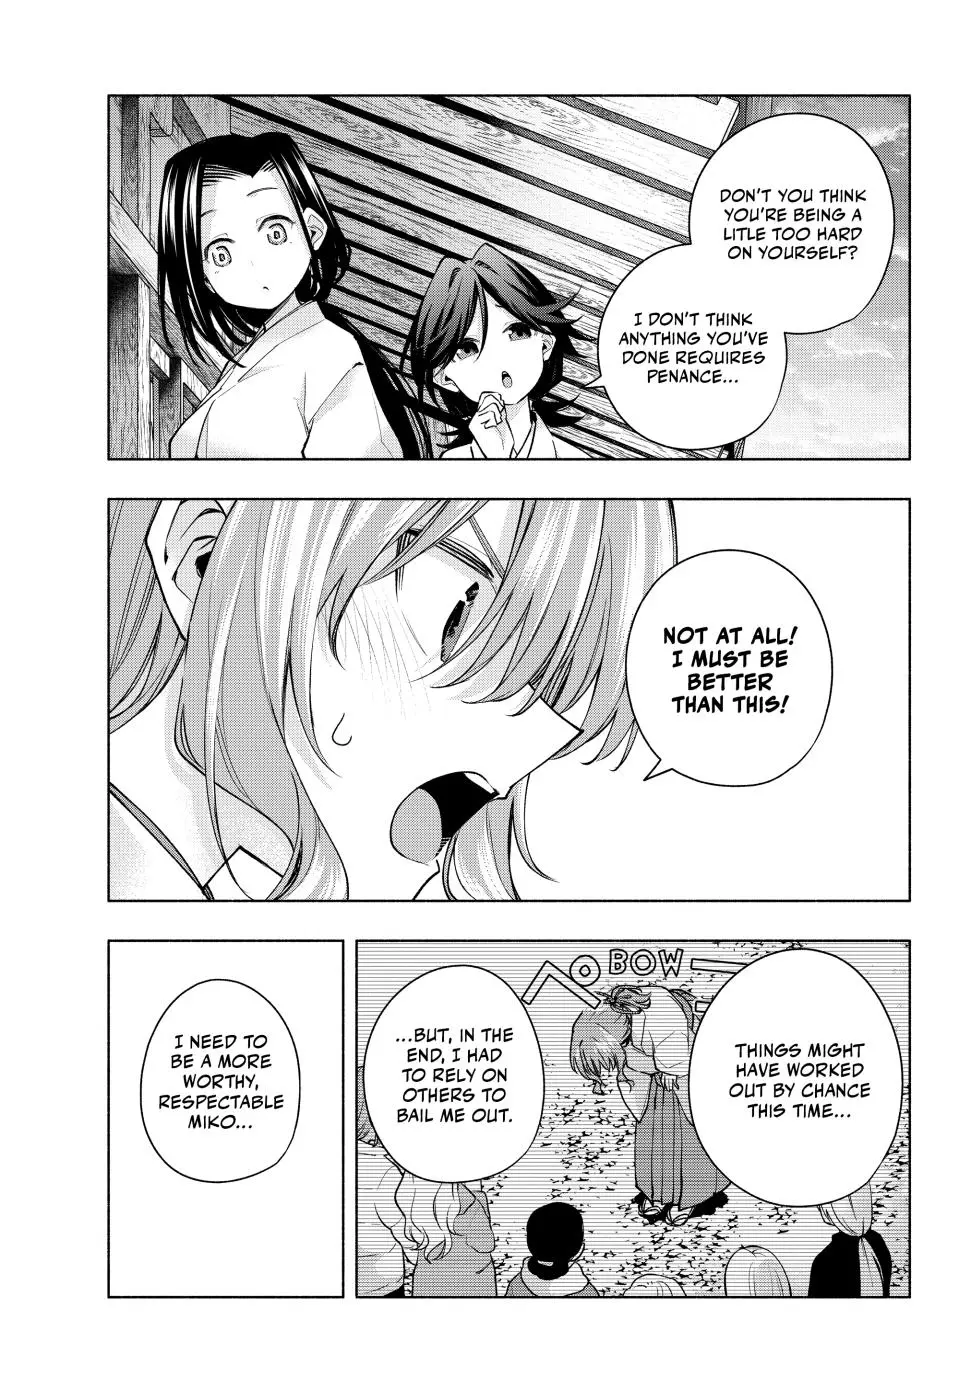 DON'T YOU THINK
YOU'RE BEING A
LITLE TOO HARD
ON YOURSELF?
I DON'T THINK
ANYTHING YOU'VE
DONE REQUIRES
PENANCE...
NOT AT ALL!
I MUST BE
BETTER
THAN THIS!
THINGS MIGHT
HAVE WORKED
OUT BY CHANCE
THIS TIME...
ペコ BOW ー
...BUT, IN THE
END, I HAD
TO RELY ON
OTHERS TO
BAIL ME OUT.
I NEED TO
BE A MORE
WORTHY,
RESPECTABLE
MIKO...